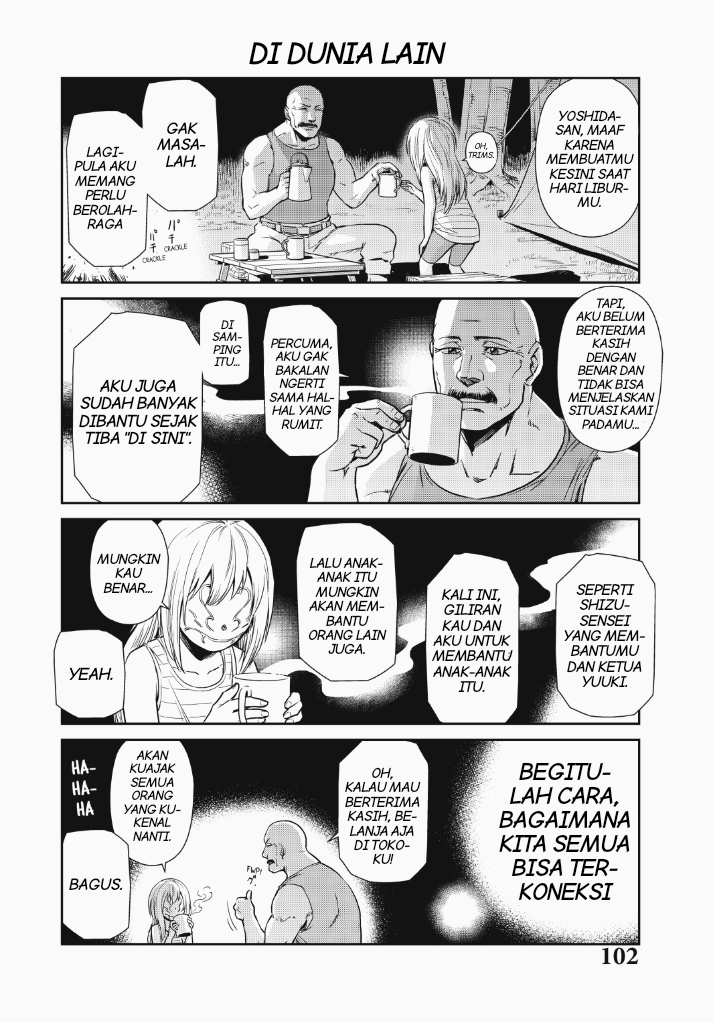 DI DUNIA LAIN
YOSHIDA-
SAN, MAAF
KARENA
MEMBUATMU
KESINI SAAT
HARI LIBUR-
MU.
OH,
TRIMS.
GAK
MASA-
LAH.
LAGI-
PULA AKU
MEMANG
PERLU
BEROLAH-
RAGA
パチ
CRACKLE
パチ
CRACKLE
TAPI,
AKU BELUM
BERTERIMA
KASIH
DENGAN
BENAR DAN
TIDAK BISA
MENJELASKAN
SITUASI KAMI
PADAMU...
PERCUMA,
AKU GAK
BAKALAN
NGERTI
SAMA HAL-
HAL YANG
RUMIT.
DI
SAM-
PING
ITU...
AKU JUGA
SUDAH BANYAK
DIBANTU SEJAK
TIBA "DI SINI".
SEPERTI
SHIZU-
SENSEI
YANG MEM-
BANTUMU
DAN KETUA
YUUKI.
KALI INI,
GILIRAN
KAU DAN
AKU UNTUK
MEMBANTU
ANAK-ANAK
ITU.
LALU ANAK-
ANAK ITU
MUNGKIN
AKAN MEM-
BANTU
ORANG LAIN
JUGA.
MUNGKIN
KAU
BENAR...
YEAH.
BEGITU-
LAH CARA,
BAGAIMANA
KITA SEMUA
BISA TER-
KONEKSI
OH,
KALAU MAU
BERTERIMA
KASIH, BE-
LANJA AJA
DI TOKO-
KU!
FWP!
グ!
AKAN
KUAJAK
SEMUA
ORANG
YANG KU-
KENAL
NANTI.
BAGUS.
HA-
HA-
HA
102